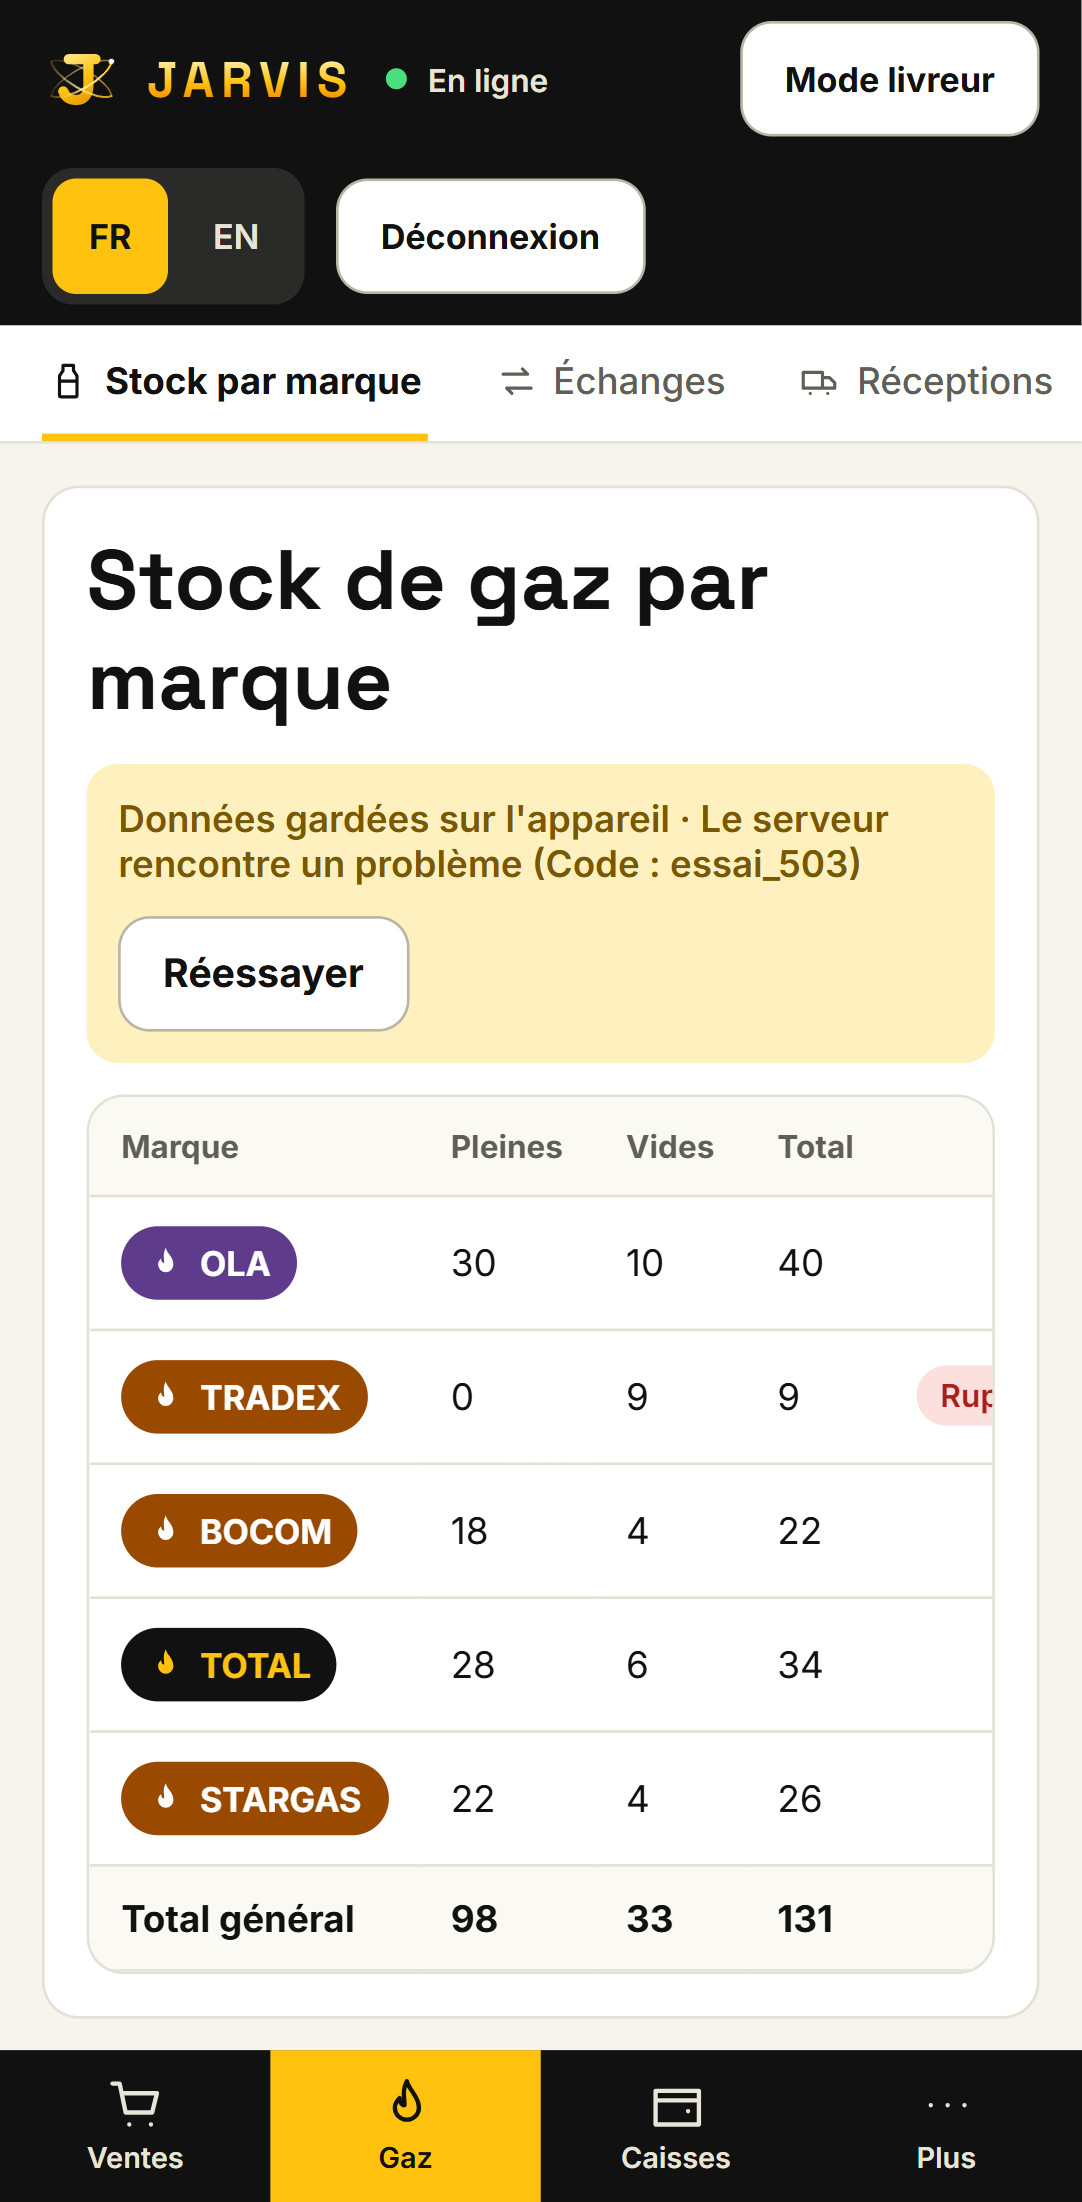 JARVIS En ligne Mode livreur
FR EN Déconnexion
Stock par marque Échanges Réceptions
Stock de gaz par
marque
Données gardées sur l'appareil · Le serveur
rencontre un problème (Code : essai_503)
Réessayer
Marque Pleines Vides Total
OLA 30 10 40
TRADEX 0 9 9 Rup
BOCOM 18 4 22
TOTAL 28 6 34
STARGAS 22 4 26
Total général 98 33 131
Ventes Gaz Caisses Plus